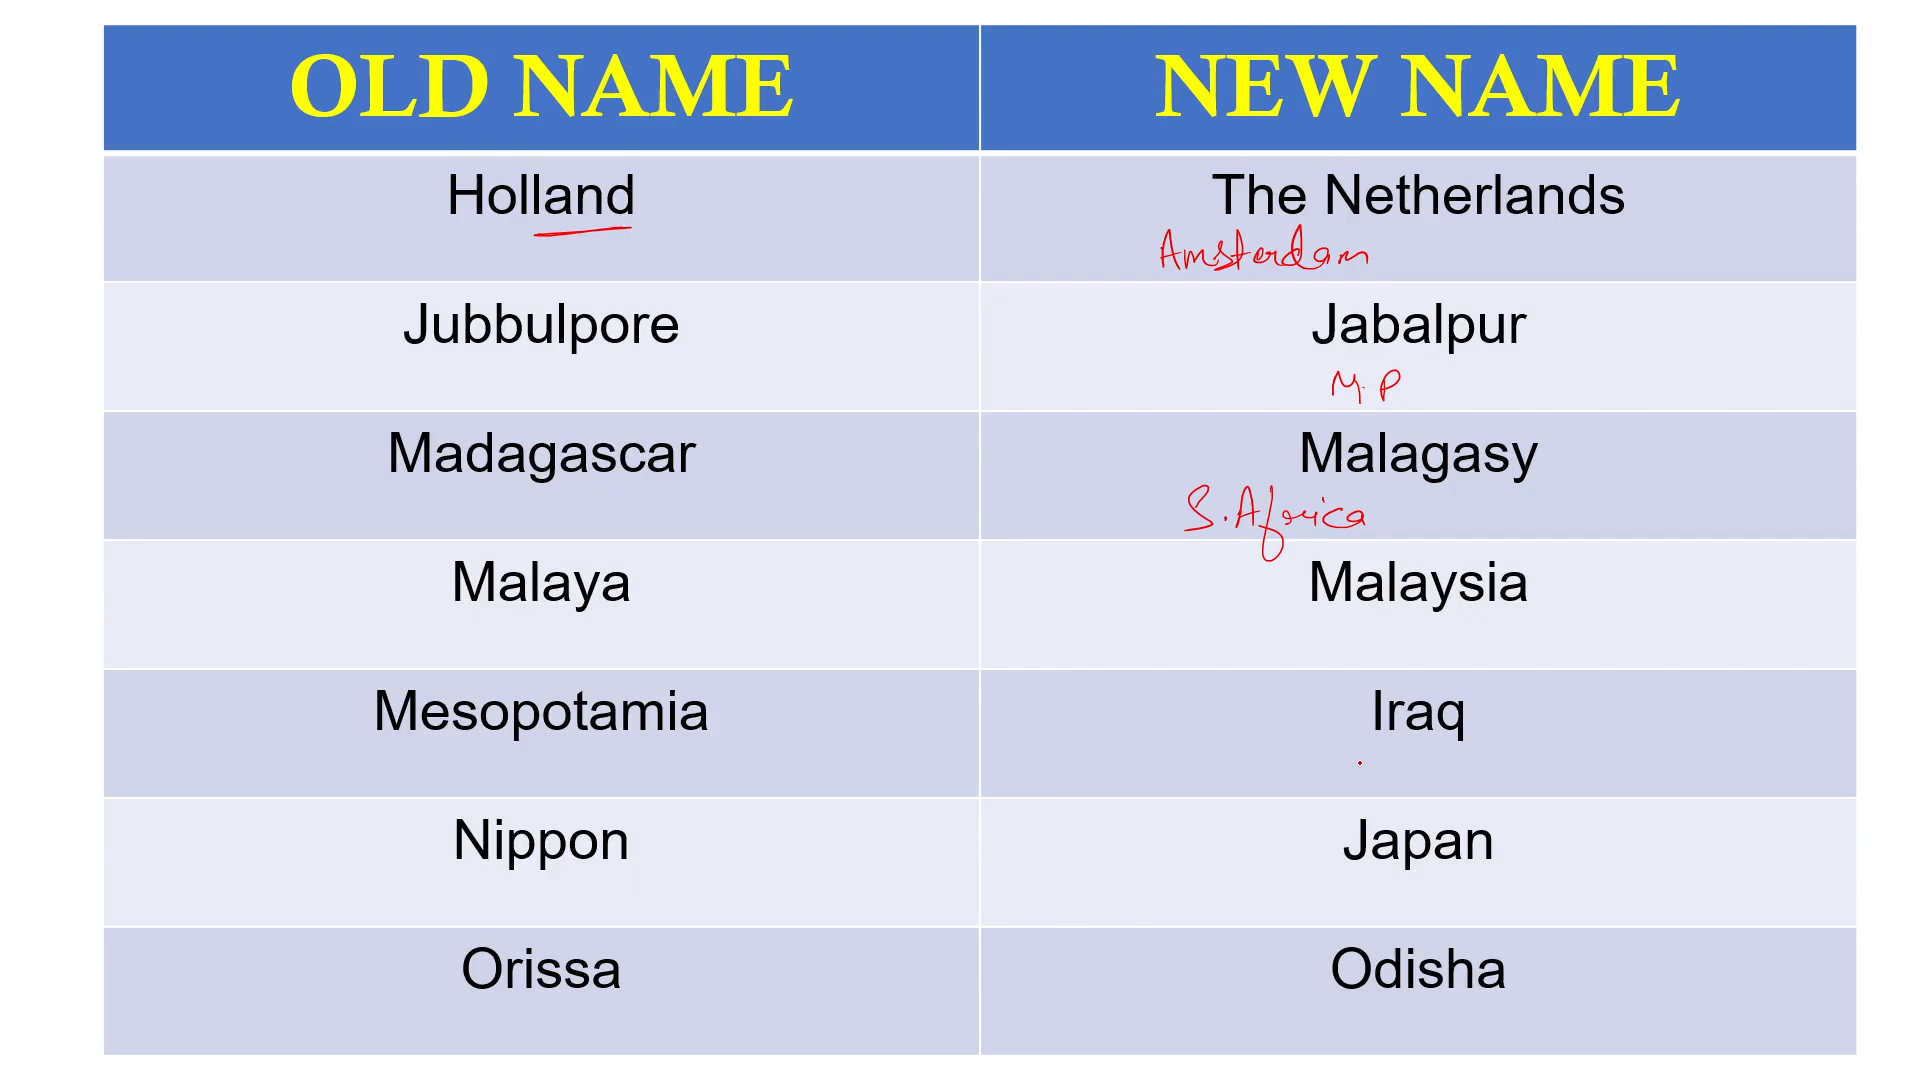 OLD NAME NEW NAME
Holland The Netherlands
Amsterdam
Jubbulpore Jabalpur
M.P
Madagascar Malagasy
S.Africa
Malaya Malaysia
Mesopotamia Iraq
Nippon Japan
Orissa Odisha